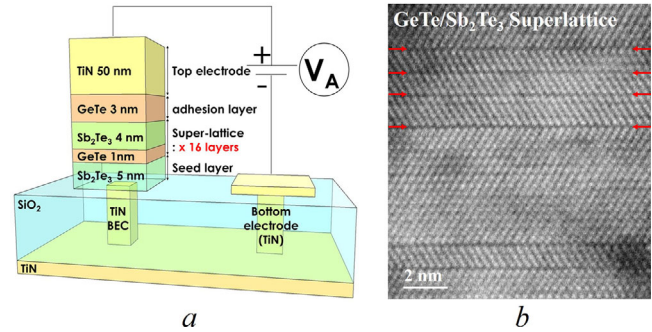 TiN 50 nm
Top electrode
GeTe 3 nm
adhesion layer
Sb₂Te₃ 4 nm
Super-lattice
: x 16 layers
GeTe 1nm
Seed layer
Sb₂Te₃ 5 nm
+
-
V_A
SiO₂
TiN
BEC
Bottom
electrode
(TiN)
TiN
a
GeTe/Sb₂Te₃ Superlattice
2 nm
b